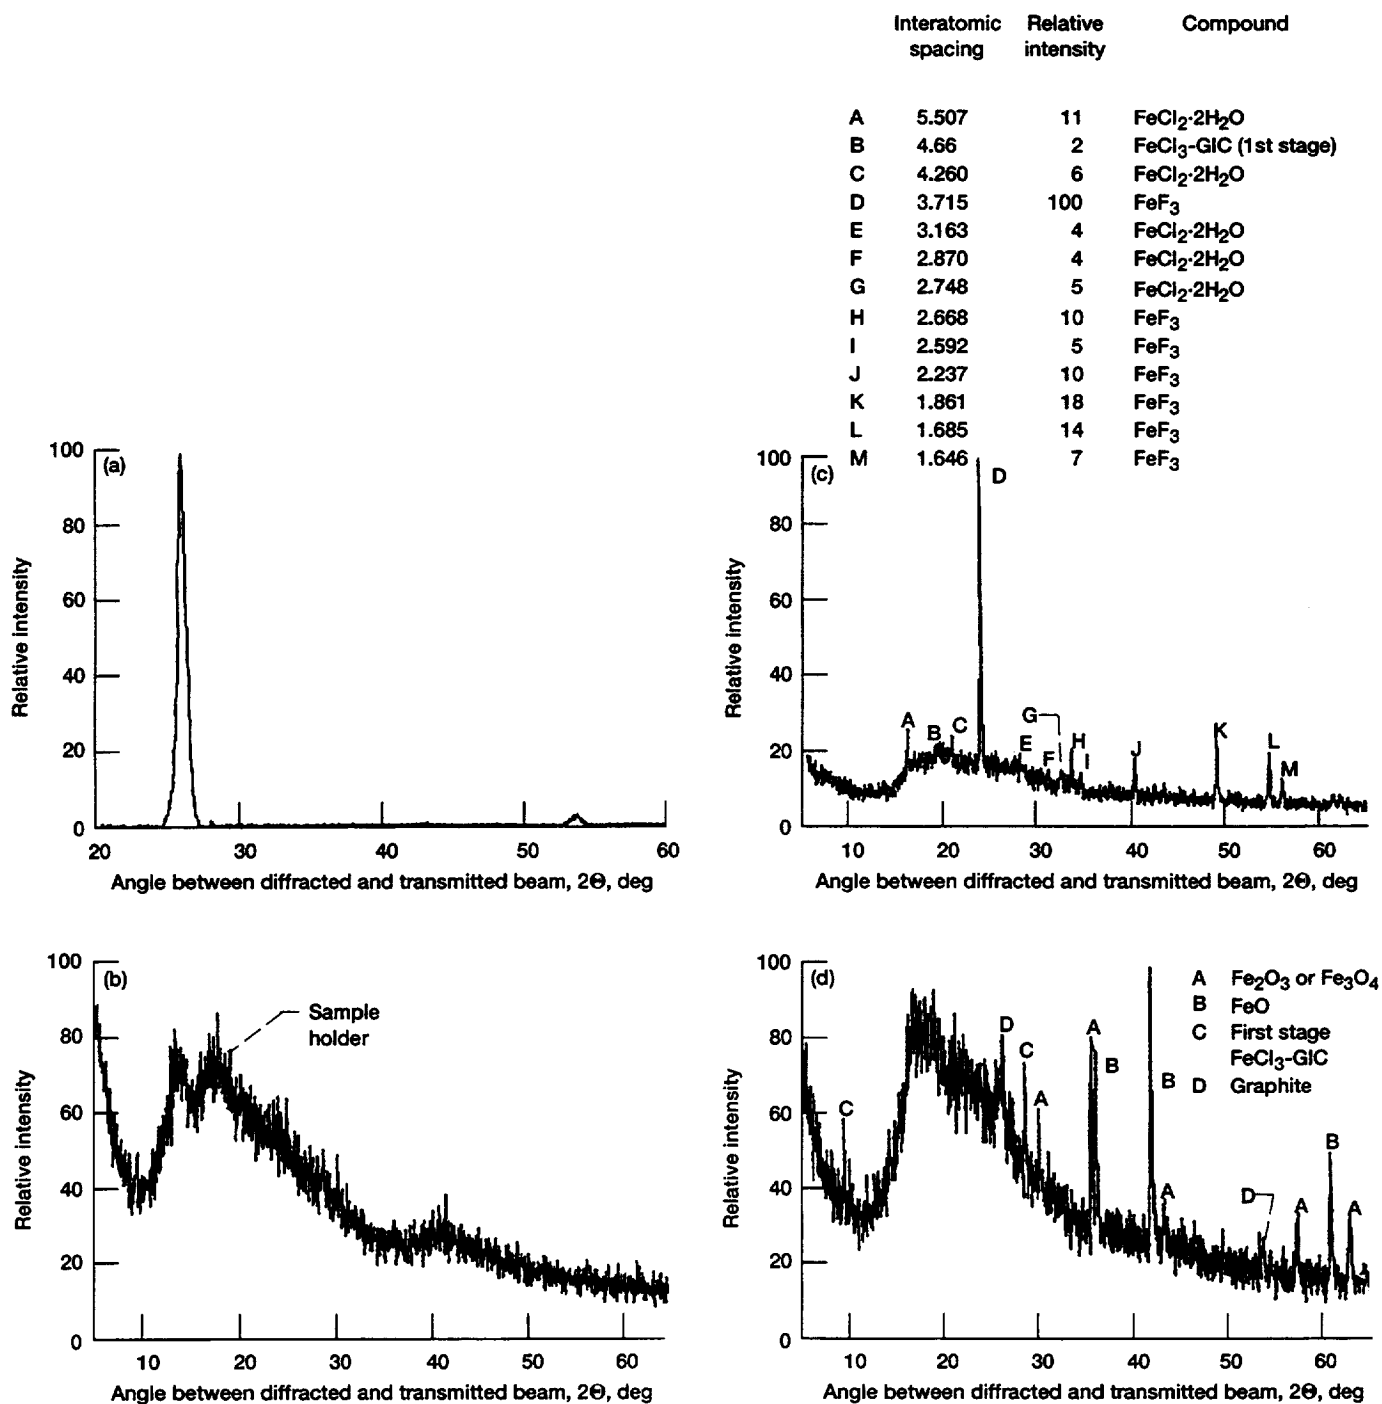 Interatomic spacing Relative intensity Compound
A 5.507 11 FeCl2·2H2O
B 4.66 2 FeCl3-GIC (1st stage)
C 4.260 6 FeCl2·2H2O
D 3.715 100 FeF3
E 3.163 4 FeCl2·2H2O
F 2.870 4 FeCl2·2H2O
G 2.748 5 FeCl2·2H2O
H 2.668 10 FeF3
I 2.592 5 FeF3
J 2.237 10 FeF3
K 1.861 18 FeF3
L 1.685 14 FeF3
M 1.646 7 FeF3
(a)
100
80
60
40
20
0
Relative intensity
20 30 40 50 60
Angle between diffracted and transmitted beam, 2Θ, deg
(c)
100
80
60
40
20
0
Relative intensity
D
A B C E F G H I J K L M
10 20 30 40 50 60
Angle between diffracted and transmitted beam, 2Θ, deg
(b)
100
80
60
40
20
0
Relative intensity
Sample
holder
10 20 30 40 50 60
Angle between diffracted and transmitted beam, 2Θ, deg
(d)
100
80
60
40
20
0
Relative intensity
A Fe2O3 or Fe3O4
B FeO
C First stage
FeCl3-GIC
D Graphite
C D C A A B B A D A B A
10 20 30 40 50 60
Angle between diffracted and transmitted beam, 2Θ, deg